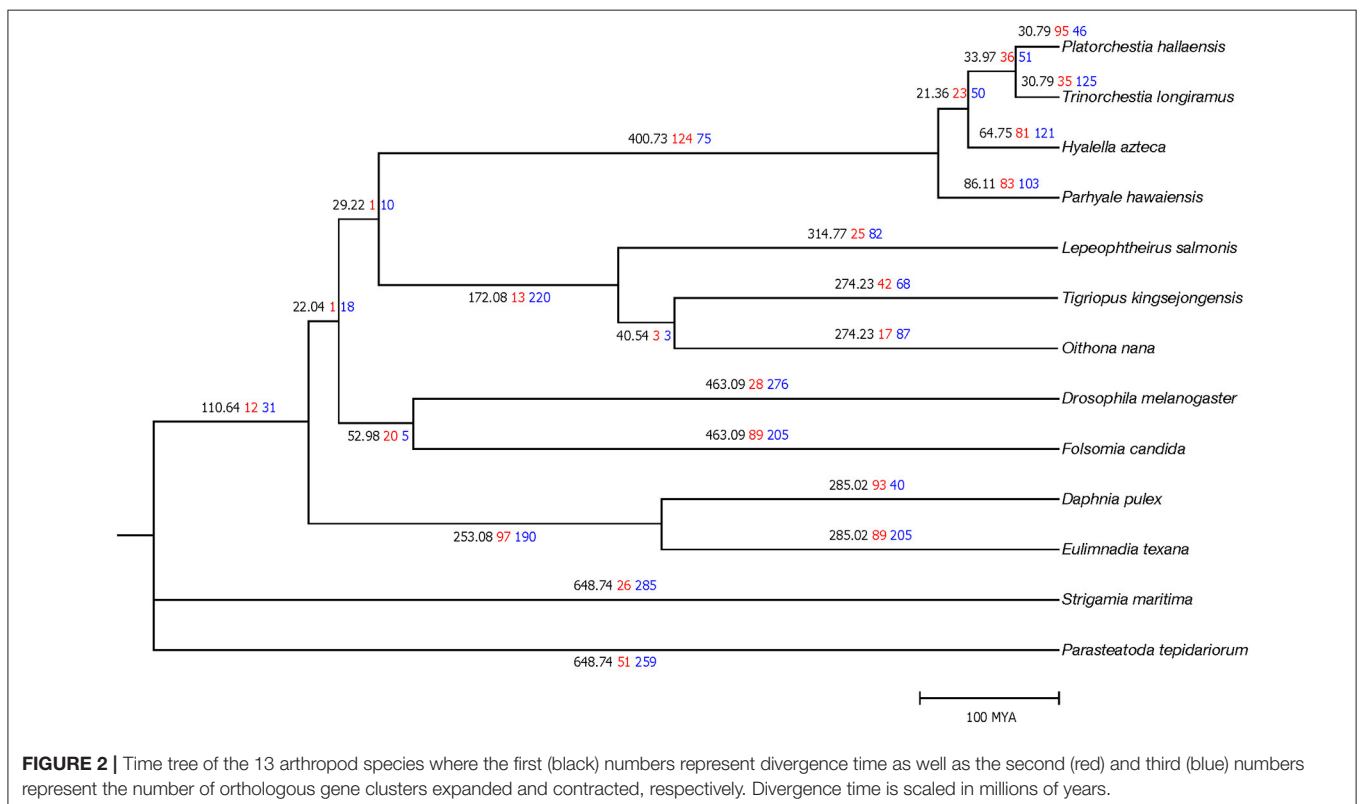 30.79 95 46
Platorchestia hallaensis
33.97 36 51
30.79 35 125
Trinorchestia longiramus
21.36 23 50
64.75 81 121
Hyalella azteca
400.73 124 75
86.11 83 103
Parhyale hawaiensis
29.22 1 10
314.77 25 82
Lepeophtheirus salmonis
172.08 13 220
274.23 42 68
Tigriopus kingsejongensis
22.04 1 18
40.54 3 3
274.23 17 87
Oithona nana
463.09 28 276
Drosophila melanogaster
110.64 12 31
52.98 20 5
463.09 89 205
Folsomia candida
285.02 93 40
Daphnia pulex
253.08 97 190
285.02 89 205
Eulimnadia texana
648.74 26 285
Strigamia maritima
648.74 51 259
Parasteatoda tepidariorum
100 MYA
FIGURE 2 | Time tree of the 13 arthropod species where the first (black) numbers represent divergence time as well as the second (red) and third (blue) numbers
represent the number of orthologous gene clusters expanded and contracted, respectively. Divergence time is scaled in millions of years.